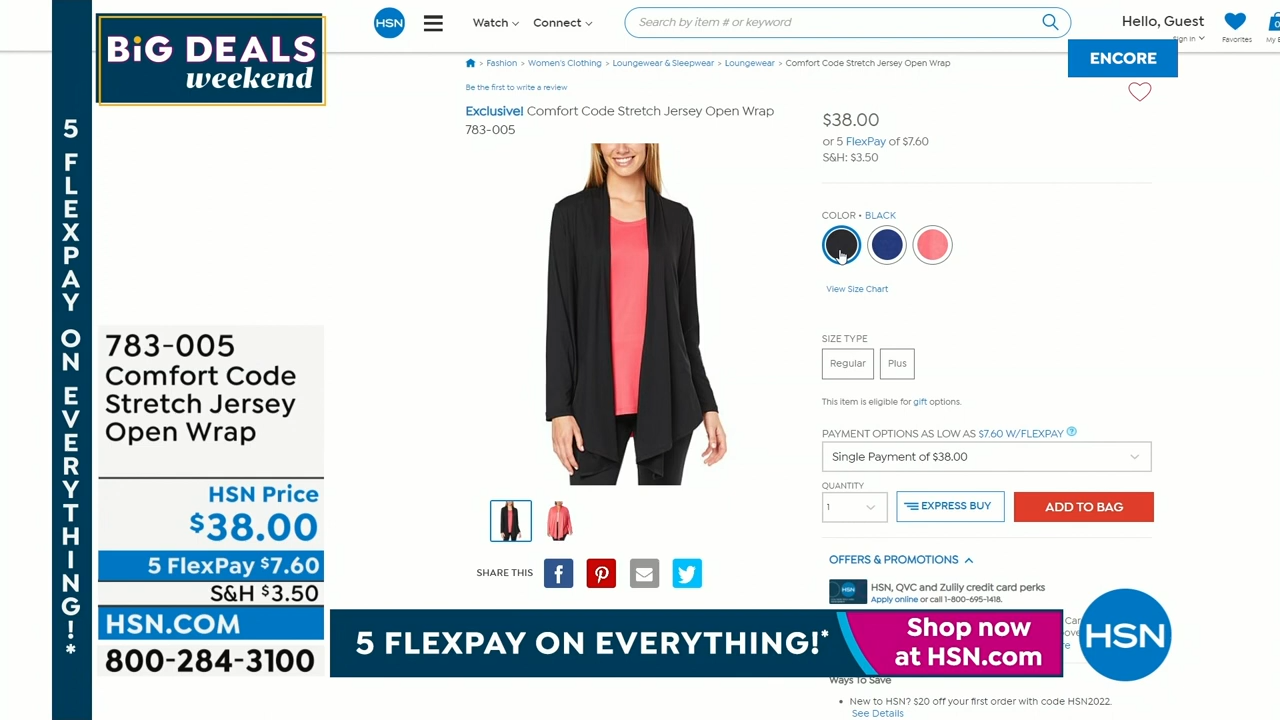 BiG DEALS
weekend
5 FLEXPAY ON EVERYTHING!*
783-005
Comfort Code
Stretch Jersey
Open Wrap
HSN Price
$38.00
5 FlexPay $7.60
S&H $3.50
HSN.COM
800-284-3100
HSN
Watch
Connect
Search by item # or keyword
Hello, Guest
Sign In
Favorites
0
ENCORE
> Fashion > Women's Clothing > Loungewear & Sleepwear > Loungewear > Comfort Code Stretch Jersey Open Wrap
Be the first to write a review
Exclusive! Comfort Code Stretch Jersey Open Wrap
783-005
SHARE THIS
$38.00
or 5 FlexPay of $7.60
S&H: $3.50
COLOR • BLACK
View Size Chart
SIZE TYPE
Regular Plus
This item is eligible for gift options.
PAYMENT OPTIONS AS LOW AS $7.60 W/FLEXPAY ?
Single Payment of $38.00
QUANTITY
1
EXPRESS BUY
ADD TO BAG
OFFERS & PROMOTIONS
HSN, QVC and Zulily credit card perks
Apply online or call 1-800-695-1418.
Ways To Save
• New to HSN? $20 off your first order with code HSN2022.
See Details
5 FLEXPAY ON EVERYTHING!*
Shop now
at HSN.com
HSN